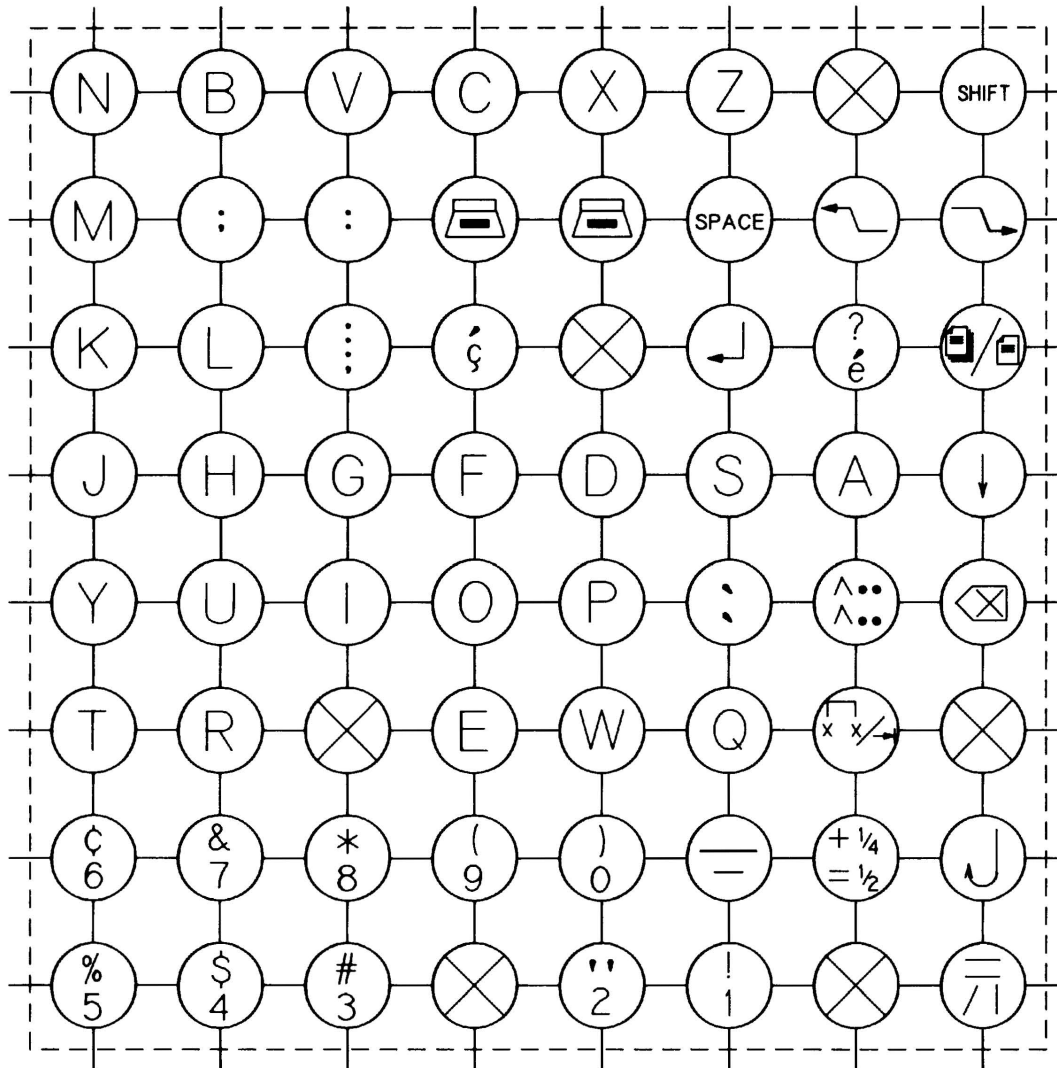 N B V C X Z SHIFT
M ; : SPACE
K L ç ? é
J H G F D S A
Y U I O P ^ ^
T R E W Q x x /
¢ & * ( ) + 1/4
6 7 8 9 0 = 1/2
% $ # " !
5 4 3 2 1 /